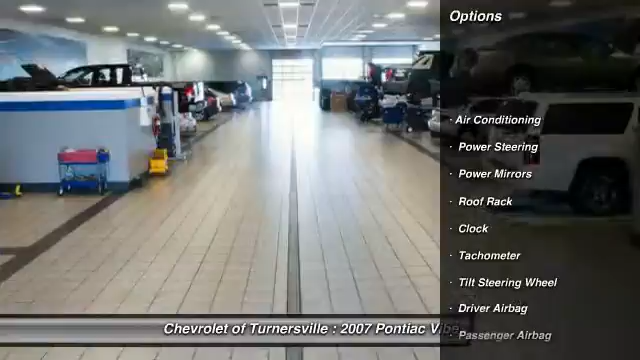 Options
· Air Conditioning
· Power Steering
· Power Mirrors
· Roof Rack
· Clock
· Tachometer
· Tilt Steering Wheel
· Driver Airbag
· Passenger Airbag
Chevrolet of Turnersville : 2007 Pontiac Vibe